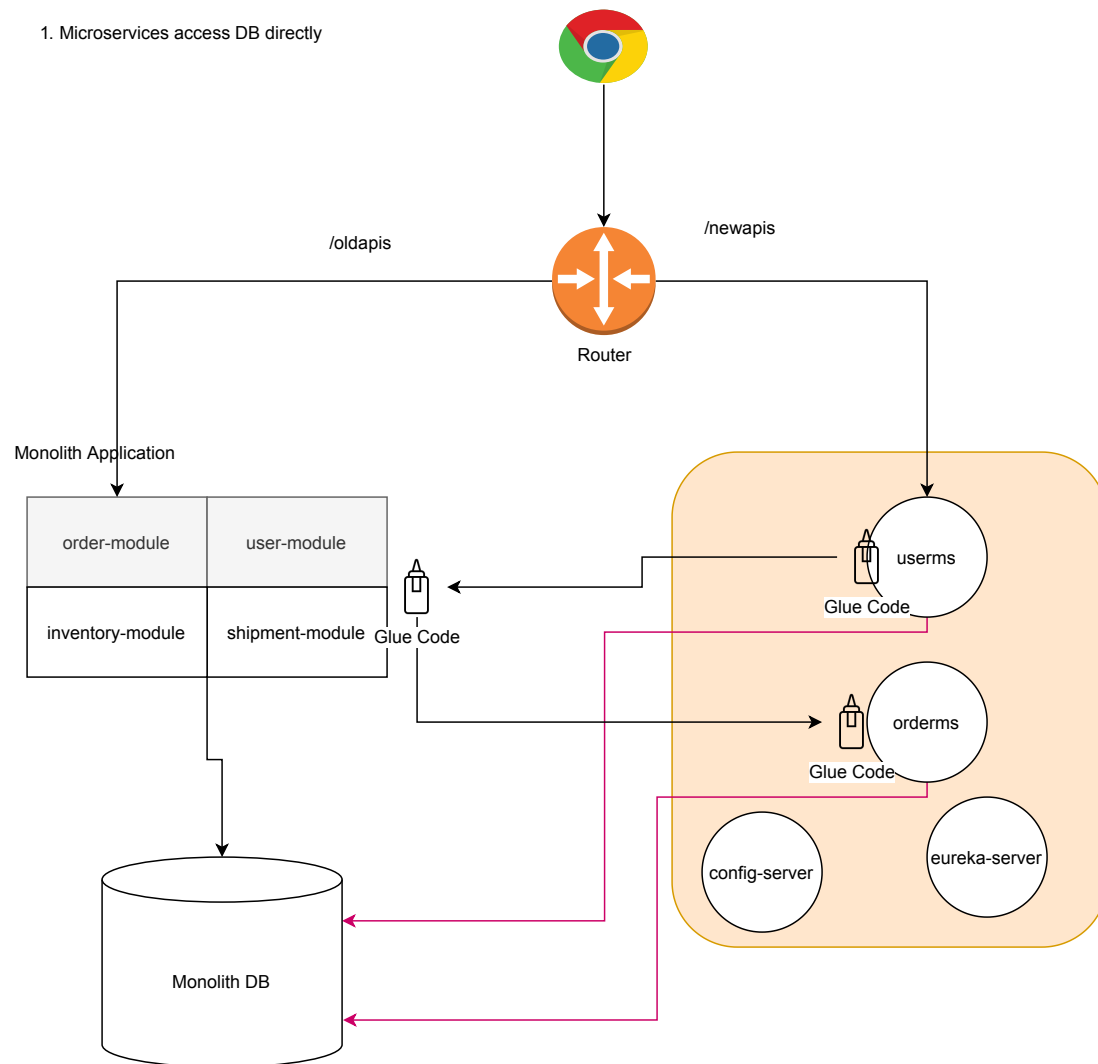 1. Microservices access DB directly
/oldapis
/newapis
Router
Monolith Application
order-module
user-module
inventory-module
shipment-module
Glue Code
userms
Glue Code
orderms
Glue Code
config-server
eureka-server
Monolith DB